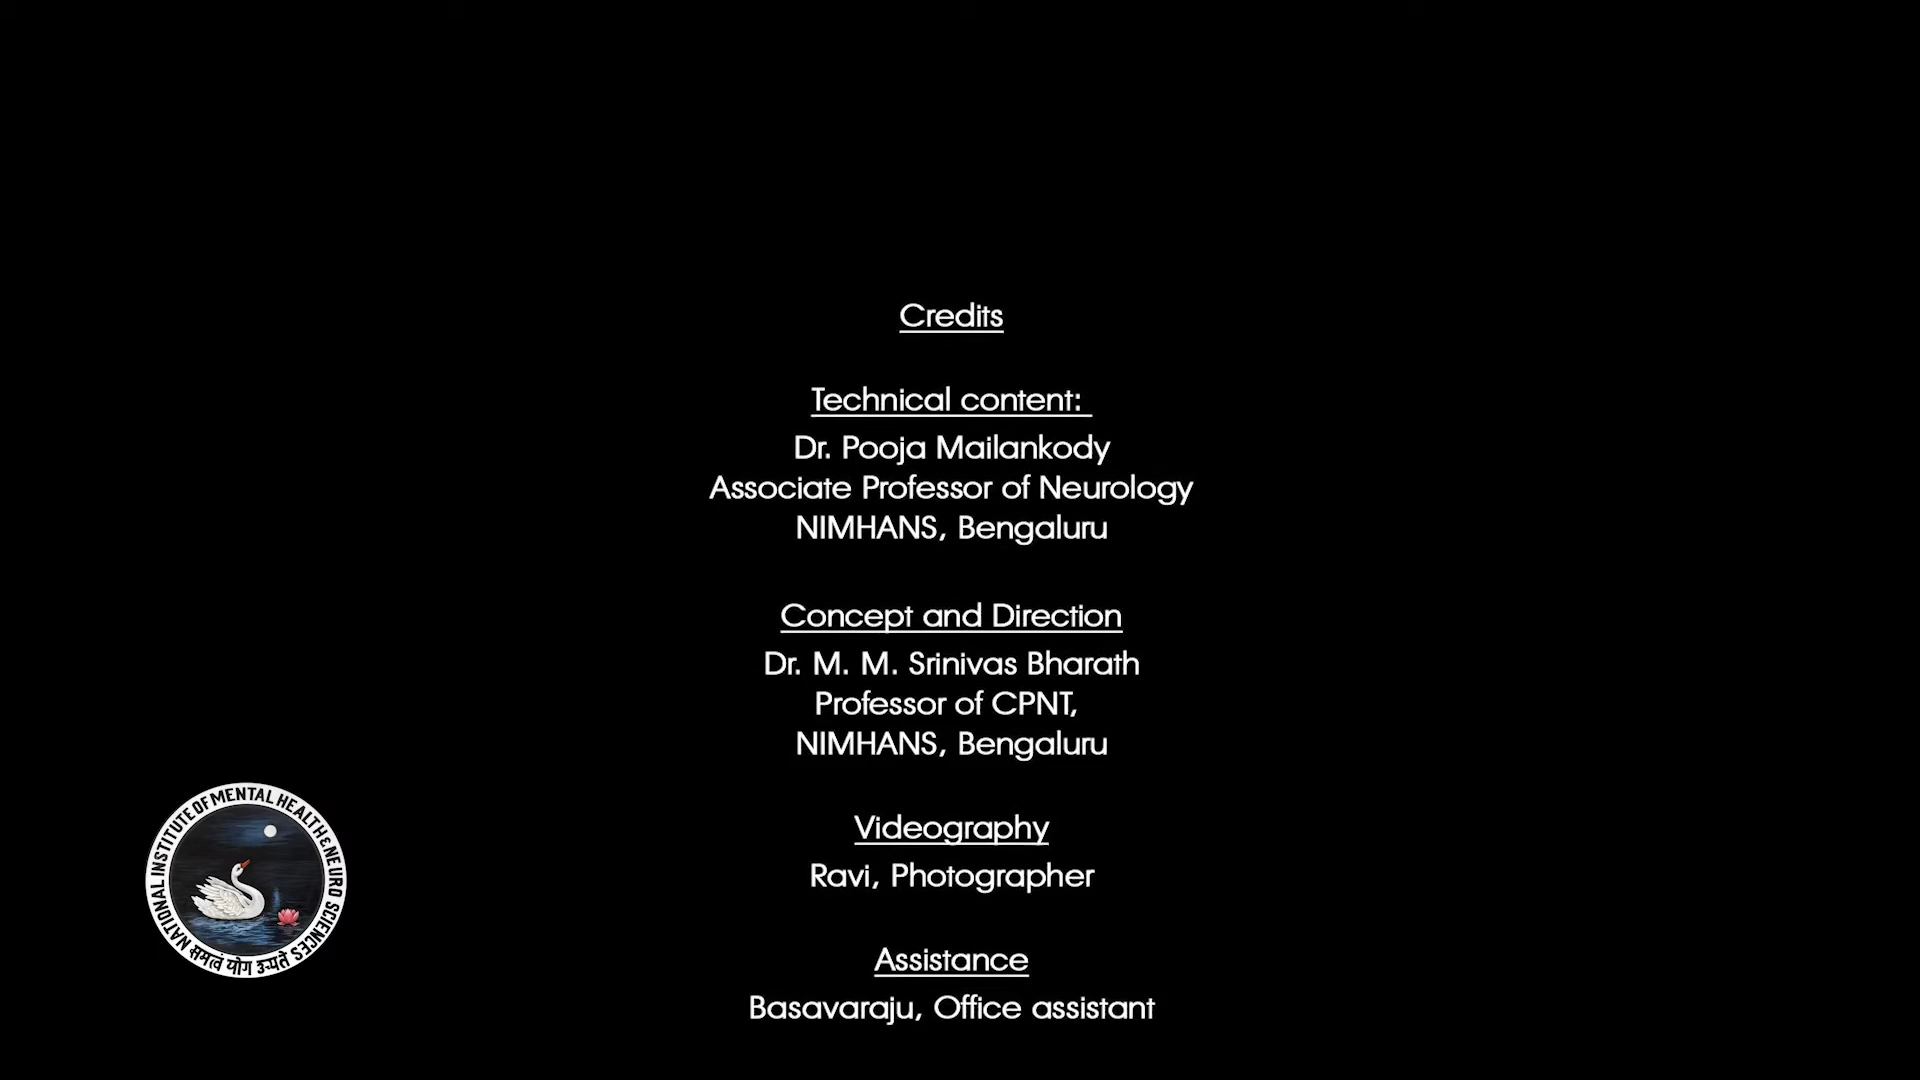 Credits
Technical content:
Dr. Pooja Mailankody
Associate Professor of Neurology
NIMHANS, Bengaluru
Concept and Direction
Dr. M. M. Srinivas Bharath
Professor of CPNT,
NIMHANS, Bengaluru
Videography
Ravi, Photographer
Assistance
Basavaraju, Office assistant
NATIONAL INSTITUTE OF MENTAL HEALTH & NEURO SCIENCES
समत्वं योग उच्यते